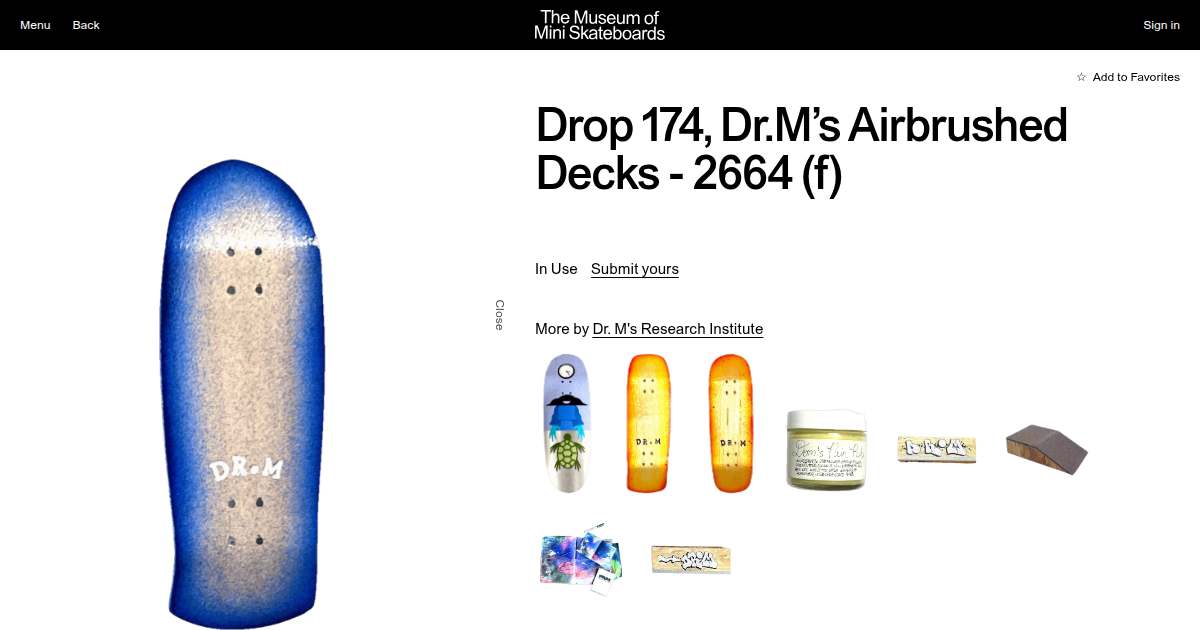 Menu
Back
The Museum of
Mini Skateboards
Sign in
☆ Add to Favorites
Drop 174, Dr.M’s Airbrushed
Decks - 2664 (f)
In Use Submit yours
Close
More by Dr. M's Research Institute
DR.M
DR.M
DR.M